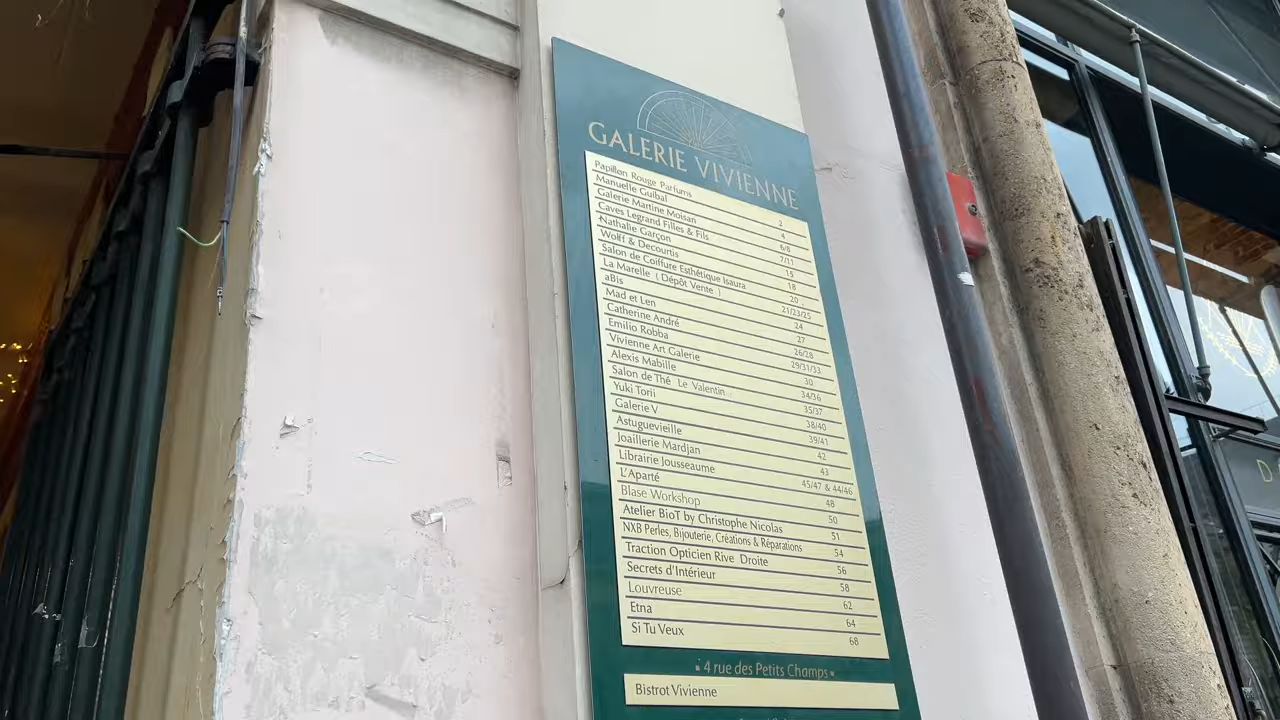 GALERIE VIVIENNE
Papillon Rouge Parfums 2
Manuelle Guibal 4
Galerie Martine Moisan 6/8
Caves Legrand Filles & Fils 7/11
Nathalie Garçon 15
Wolff & Decourtis 18
Salon de Coiffure Esthétique Isaura 20
La Marelle ( Dépôt Vente ) 21/23/25
aBis 24
Mad et Len 27
Catherine André 26/28
Emilio Robba 29/31/33
Vivienne Art Galerie 30
Alexis Mabille 34/36
Salon de Thé Le Valentin... 35/37
Yuki Torii 38/40
Galerie V 39/41
Astuguevieille 42
Joaillerie Mardjan 43
Librairie Jousseaume 45/47 & 44/46
L'Aparté 48
Blase Workshop 50
Atelier BioT by Christophe Nicolas 51
NXB Perles, Bijouterie, Créations & Réparations 54
Traction Opticien Rive Droite 56
Secrets d'Intérieur 58
Louvreuse 62
Etna 64
Si Tu Veux 68
4 rue des Petits Champs
Bistrot Vivienne
D